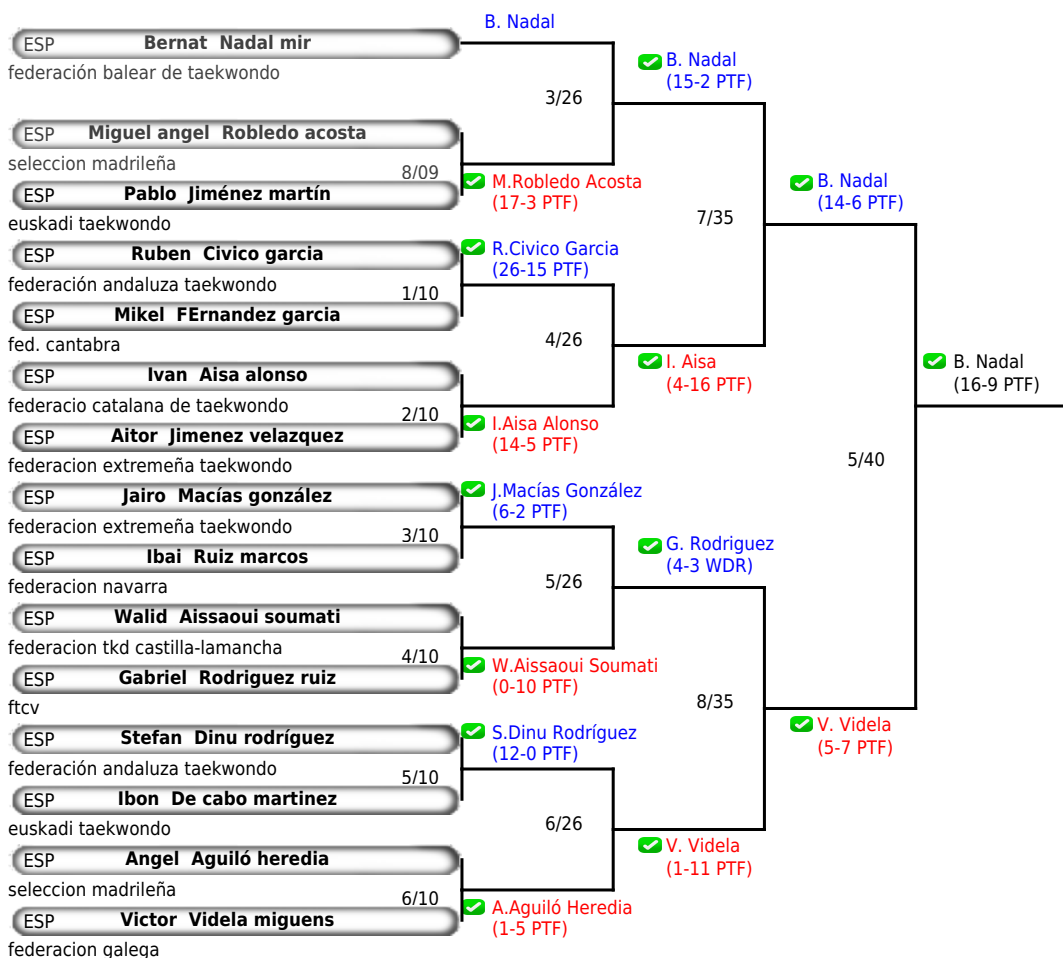 B. Nadal
ESP Bernat Nadal mir
federación balear de taekwondo
B. Nadal
(15-2 PTF)
3/26
ESP Miguel angel Robledo acosta
seleccion madrileña
8/09
ESP Pablo Jiménez martín
euskadi taekwondo
M.Robledo Acosta
(17-3 PTF)
B. Nadal
(14-6 PTF)
7/35
ESP Ruben Civico garcia
federación andaluza taekwondo
R.Civico Garcia
(26-15 PTF)
1/10
ESP Mikel FErnandez garcia
fed. cantabra
4/26
I. Aisa
(4-16 PTF)
B. Nadal
(16-9 PTF)
ESP Ivan Aisa alonso
federacio catalana de taekwondo
2/10
ESP Aitor Jimenez velazquez
federacion extremeña taekwondo
I.Aisa Alonso
(14-5 PTF)
5/40
ESP Jairo Macías gonzález
federacion extremeña taekwondo
J.Macías González
(6-2 PTF)
3/10
ESP Ibai Ruiz marcos
federacion navarra
G. Rodriguez
(4-3 WDR)
5/26
ESP Walid Aissaoui soumati
federacion tkd castilla-lamancha
4/10
ESP Gabriel Rodriguez ruiz
ftcv
W.Aissaoui Soumati
(0-10 PTF)
8/35
V. Videla
(5-7 PTF)
ESP Stefan Dinu rodríguez
federación andaluza taekwondo
S.Dinu Rodríguez
(12-0 PTF)
5/10
ESP Ibon De cabo martinez
euskadi taekwondo
6/26
V. Videla
(1-11 PTF)
ESP Angel Aguiló heredia
seleccion madrileña
6/10
ESP Victor Videla miguens
federacion galega
A.Aguiló Heredia
(1-5 PTF)